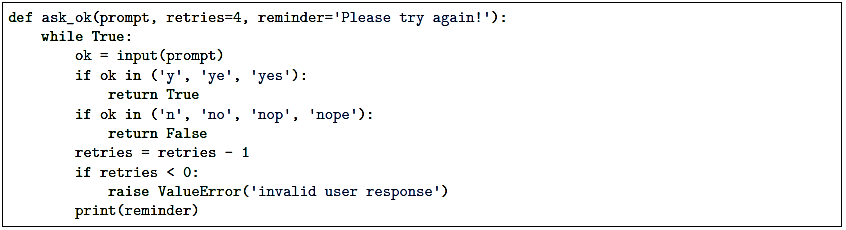 def ask_ok(prompt, retries=4, reminder='Please try again!'):
    while True:
        ok = input(prompt)
        if ok in ('y', 'ye', 'yes'):
            return True
        if ok in ('n', 'no', 'nop', 'nope'):
            return False
        retries = retries - 1
        if retries < 0:
            raise ValueError('invalid user response')
        print(reminder)